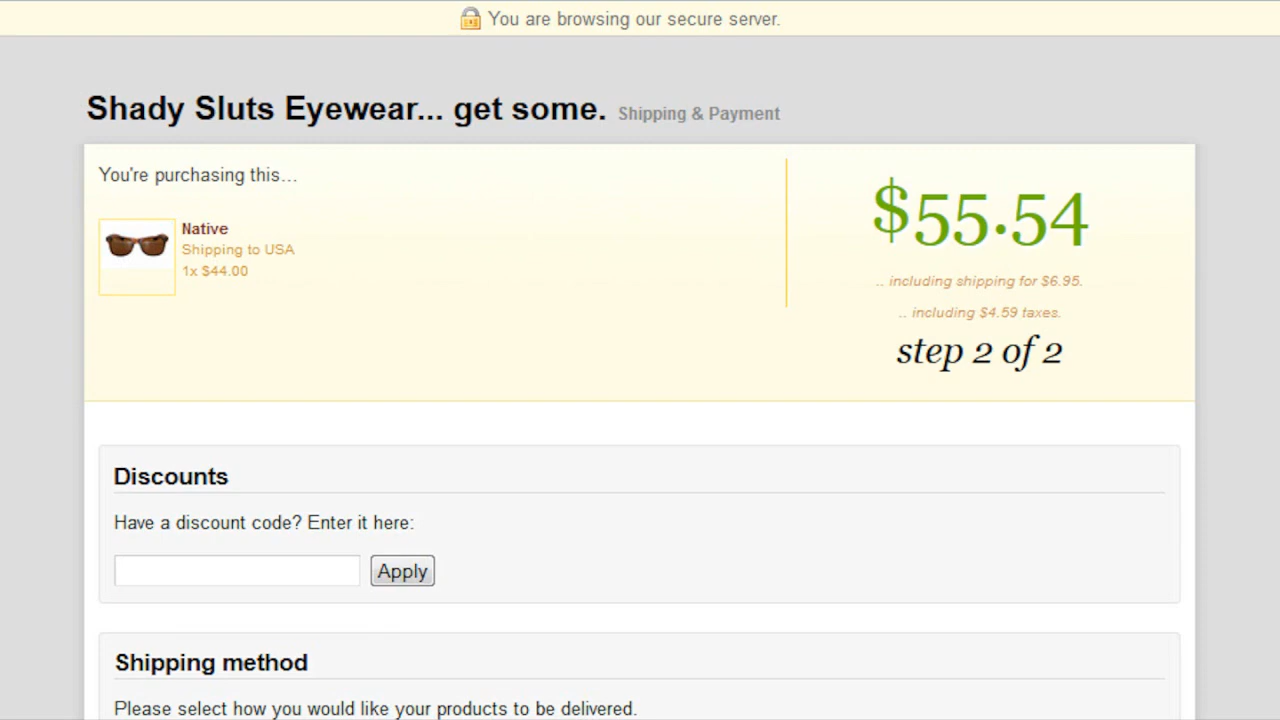 You are browsing our secure server.
Shady Sluts Eyewear... get some. Shipping & Payment
You're purchasing this...
Native
Shipping to USA
1x $44.00
$55.54
.. including shipping for $6.95.
.. including $4.59 taxes.
step 2 of 2
Discounts
Have a discount code? Enter it here:
Apply
Shipping method
Please select how you would like your products to be delivered.